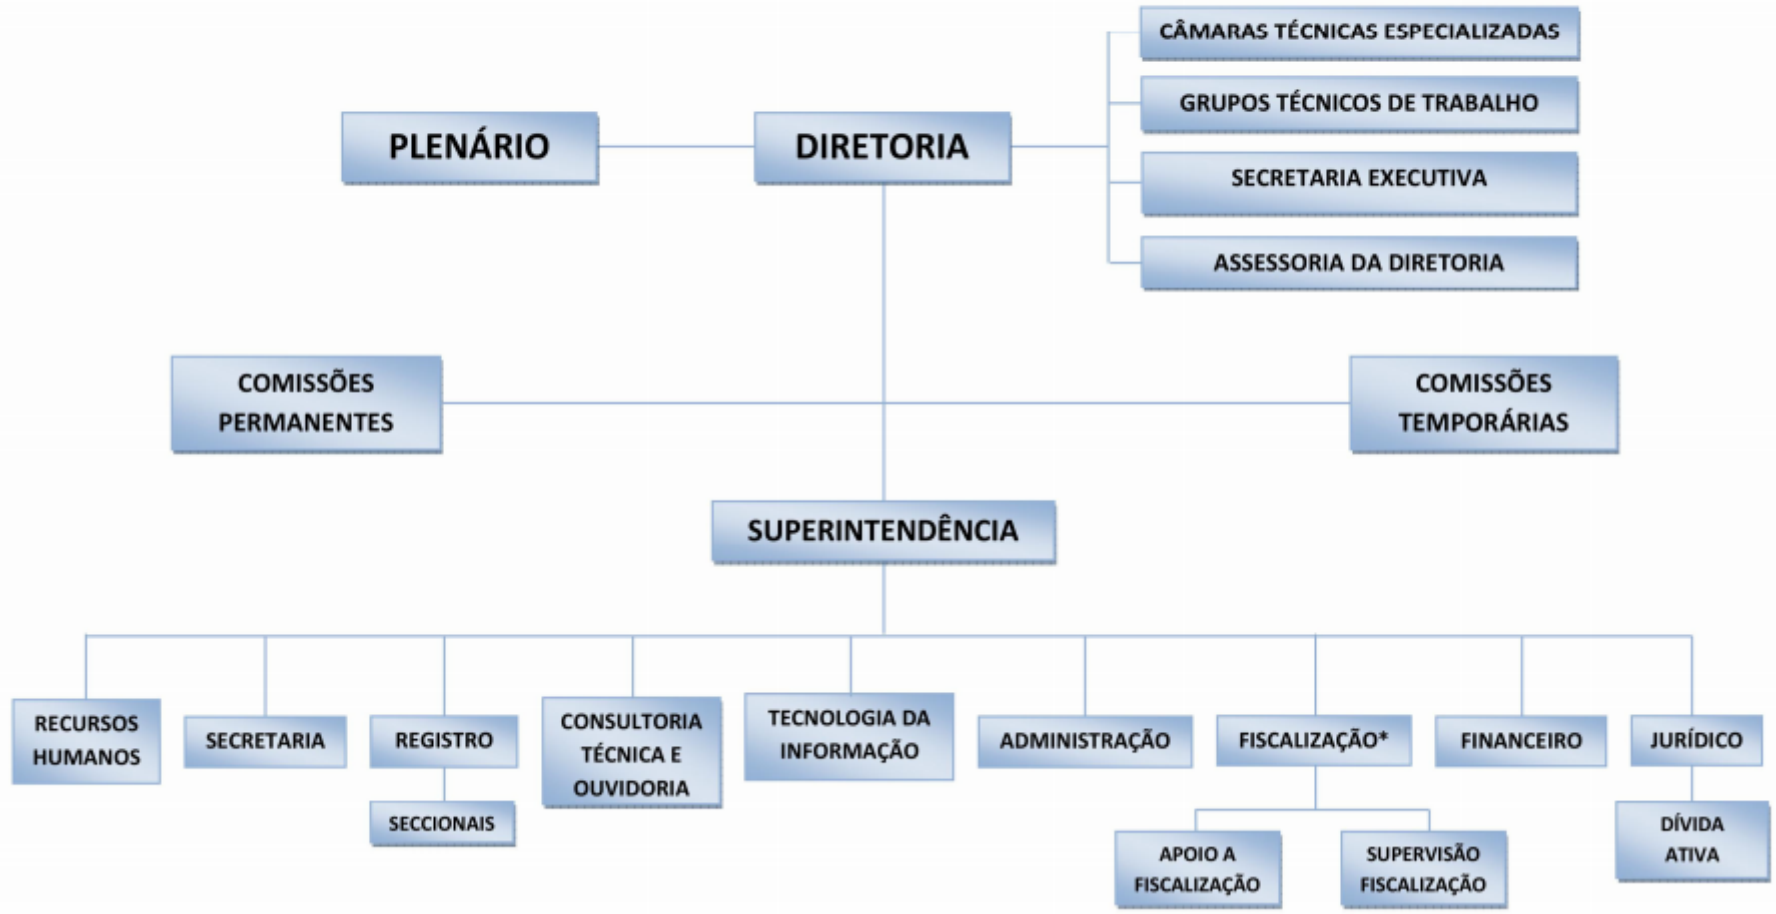 CÂMARAS TÉCNICAS ESPECIALIZADAS
GRUPOS TÉCNICOS DE TRABALHO
PLENÁRIO
DIRETORIA
SECRETARIA EXECUTIVA
ASSESSORIA DA DIRETORIA
COMISSÕES
PERMANENTES
COMISSÕES
TEMPORÁRIAS
SUPERINTENDÊNCIA
RECURSOS
HUMANOS
SECRETARIA
REGISTRO
CONSULTORIA
TÉCNICA E
OUVIDORIA
TECNOLOGIA DA
INFORMAÇÃO
ADMINISTRAÇÃO
FISCALIZAÇÃO*
FINANCEIRO
JURÍDICO
SECCIONAIS
APOIO A
FISCALIZAÇÃO
SUPERVISÃO
FISCALIZAÇÃO
DÍVIDA
ATIVA